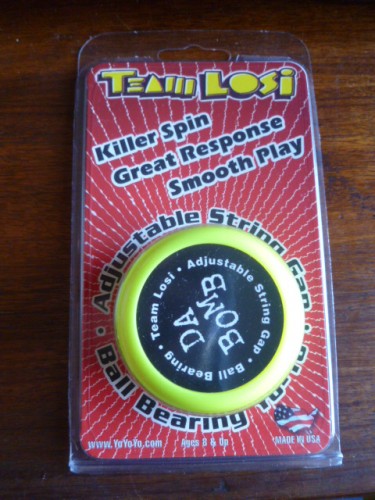 TEAM LOSI
Killer Spin
Great Response
Smooth Play
• Adjustable String Gap
• Ball Bearing
DA
BOMB
• Team Losi • Adjustable String Gap • Ball Bearing
www.YoYoYo.com
Ages 8 & Up
MADE IN USA